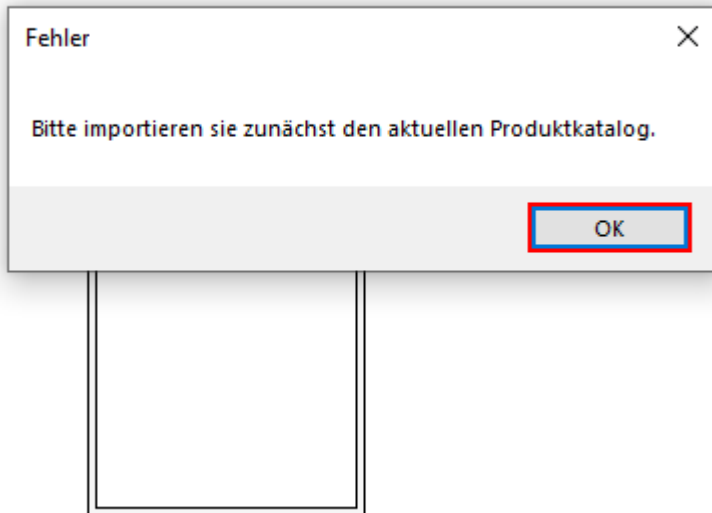 Fehler
Bitte importieren sie zunächst den aktuellen Produktkatalog.
OK